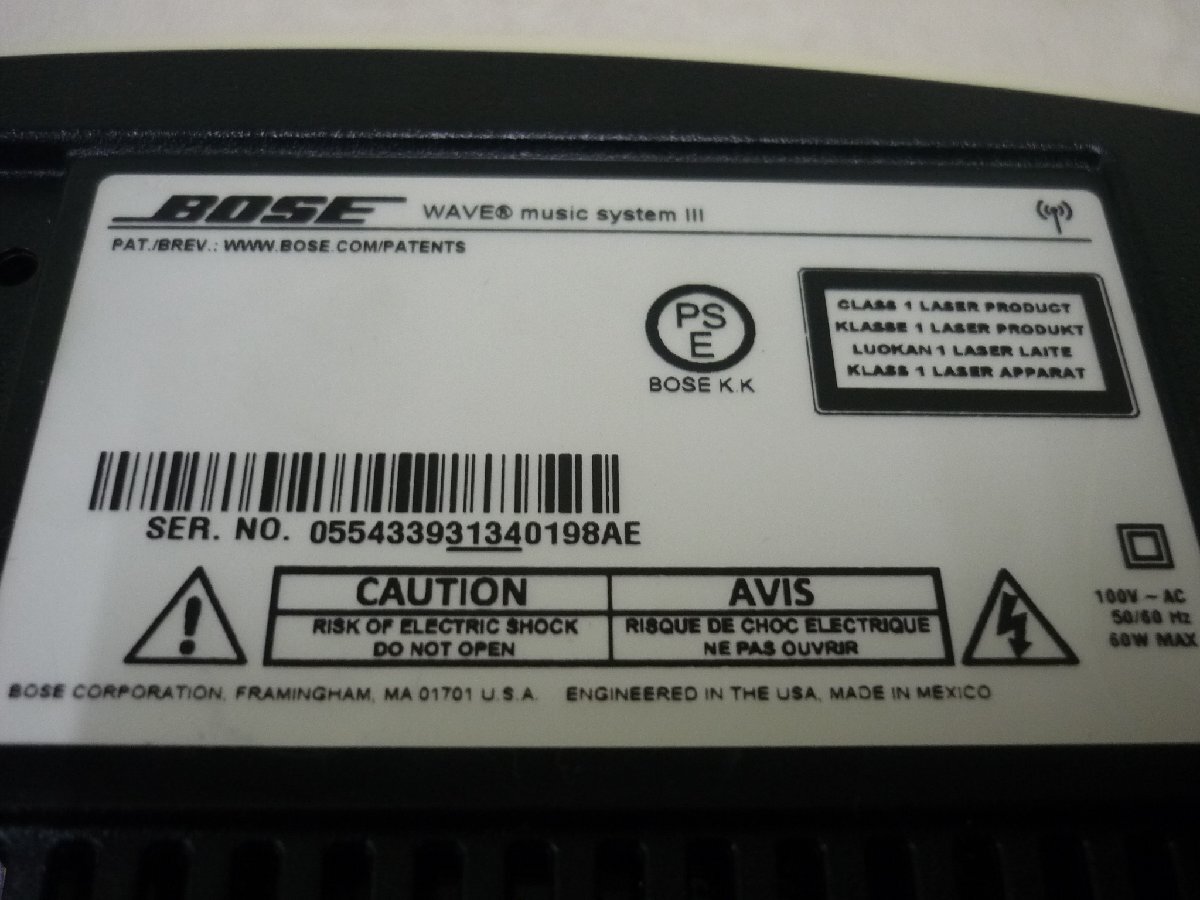 BOSE WAVE® music system III
PAT./BREV.: WWW.BOSE.COM/PATENTS
PS
E
BOSE K.K
CLASS 1 LASER PRODUCT
KLASSE 1 LASER PRODUKT
LUOKAN 1 LASER LAITE
KLASS 1 LASER APPARAT
SER. NO. 055433931340198AE
CAUTION
RISK OF ELECTRIC SHOCK
DO NOT OPEN
AVIS
RISQUE DE CHOC ELECTRIQUE
NE PAS OUVRIR
100V ~ AC
50/60 Hz
60W MAX
BOSE CORPORATION, FRAMINGHAM, MA 01701 U.S.A. ENGINEERED IN THE USA, MADE IN MEXICO